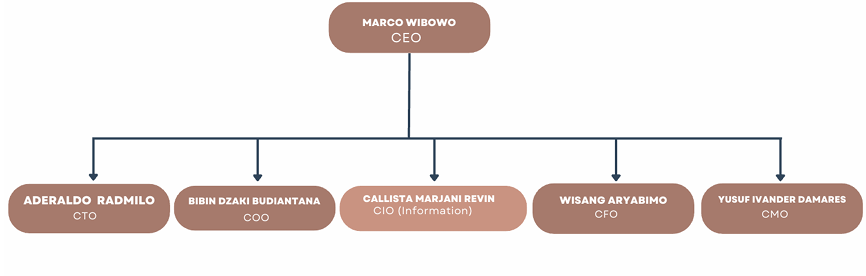 MARCO WIBOWO
CEO
ADERALDO RADMILO
CTO
BIBIN DZAKI BUDIANTANA
COO
CALLISTA MARJANI REVIN
CIO (Information)
WISANG ARYABIMO
CFO
YUSUF IVANDER DAMARES
CMO